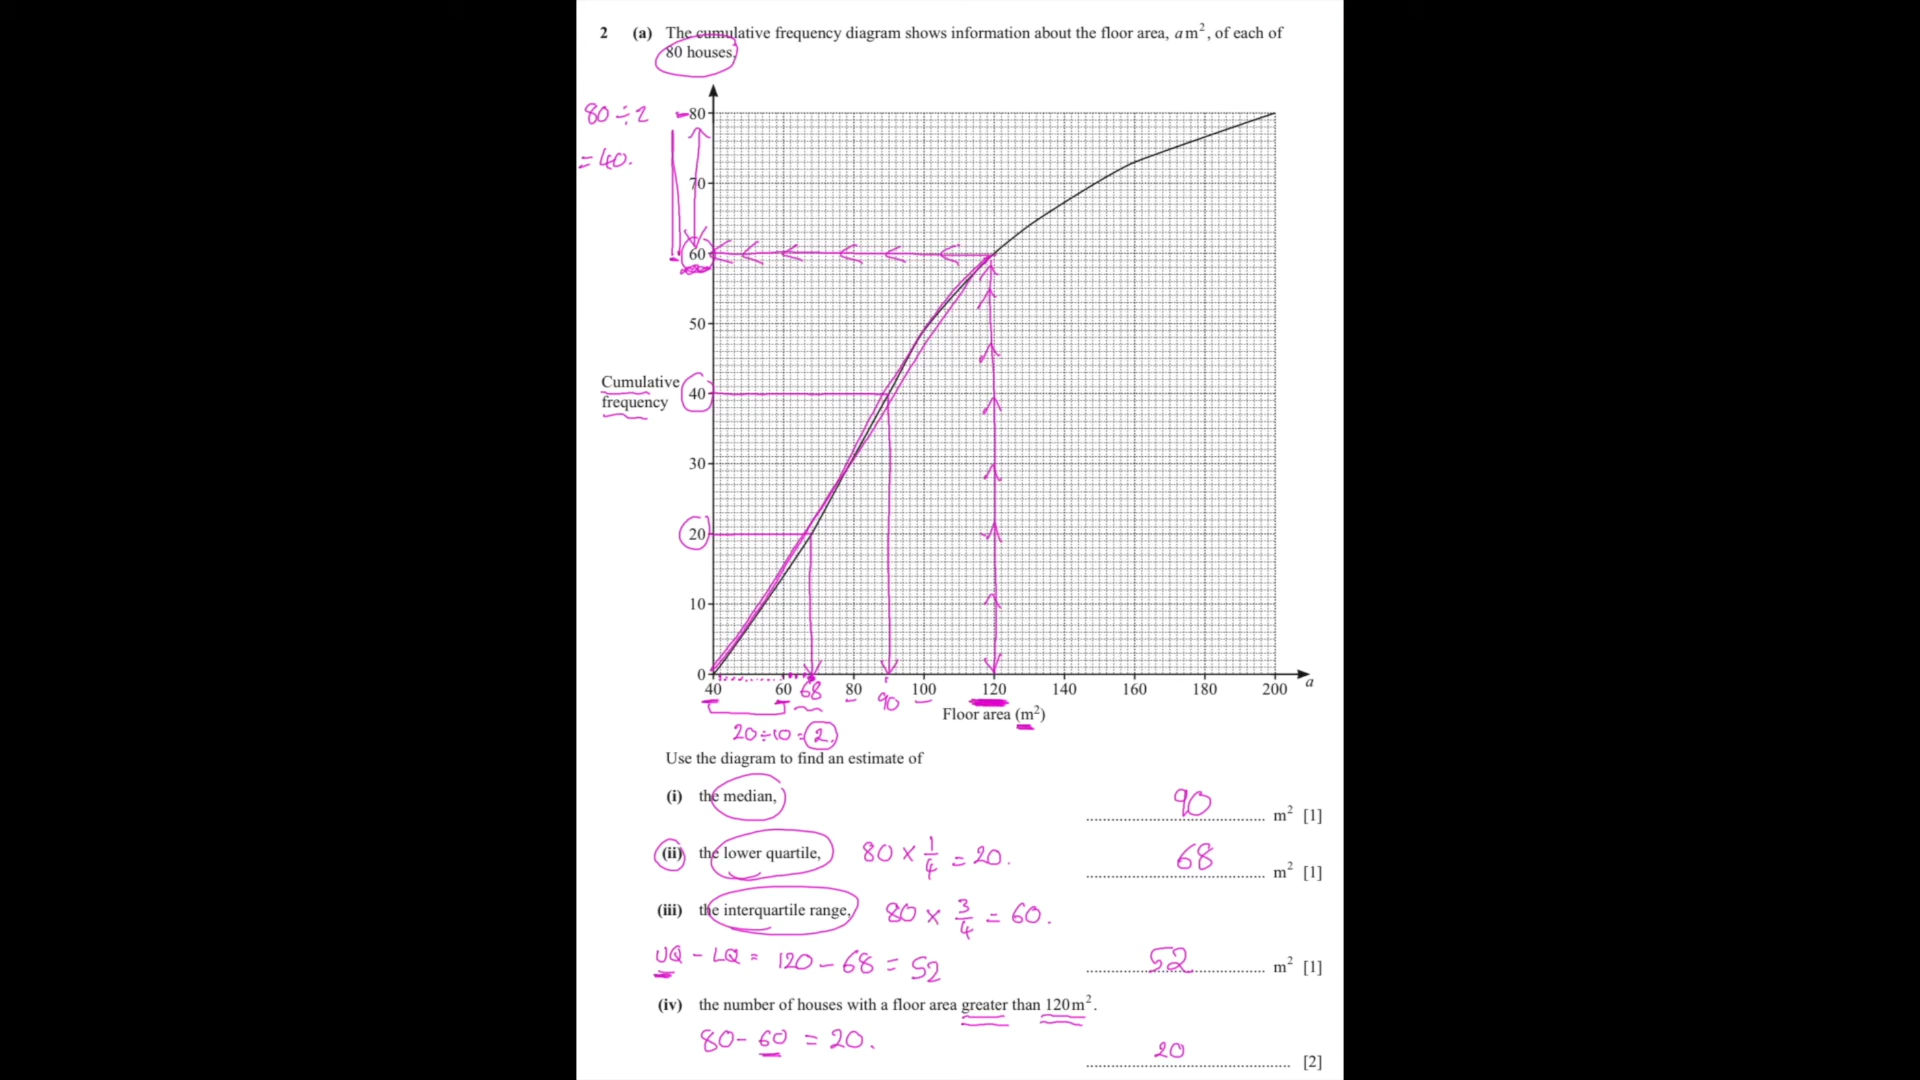 2 (a) The cumulative frequency diagram shows information about the floor area, a m², of each of
80 houses.
80 ÷ 2
= 40.
80
70
60
50
Cumulative
frequency
40
30
20
10
0
40 60 68 80 90 100 120 140 160 180 200 a
Floor area (m²)
20 ÷ 10 = 2.
Use the diagram to find an estimate of
(i) the median,
90 m² [1]
(ii) the lower quartile, 80 × 1/4 = 20.
68 m² [1]
(iii) the interquartile range, 80 × 3/4 = 60.
UQ - LQ = 120 - 68 = 52
52 m² [1]
(iv) the number of houses with a floor area greater than 120 m².
80 - 60 = 20.
20 [2]